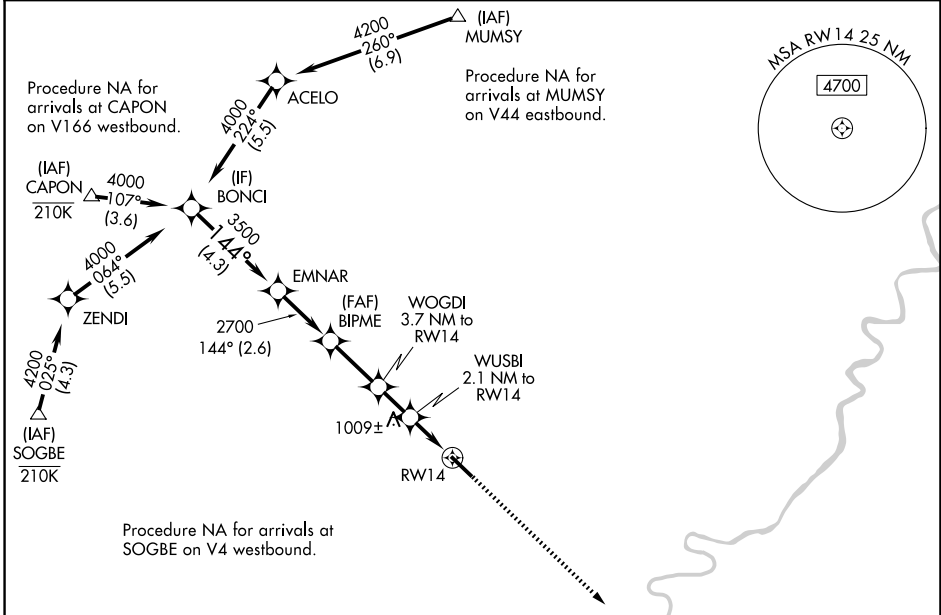 4200
260°
(6.9)
(IAF)
MUMSY
MSA RW14 25 NM
4700
Procedure NA for
arrivals at CAPON
on V166 westbound.
ACELO
Procedure NA for
arrivals at MUMSY
on V44 eastbound.
4000
224°
(5.5)
(IAF)
CAPON
210K
4000
107°
(3.6)
(IF)
BONCI
3500
144°
(4.3)
4000
064°
(5.5)
ZENDI
EMNAR
2700
144° (2.6)
(FAF)
BIPME
WOGDI
3.7 NM to
RW14
WUSBI
2.1 NM to
RW14
4200
025°
(4.3)
(IAF)
SOGBE
210K
1009±
RW14
Procedure NA for arrivals at
SOGBE on V4 westbound.